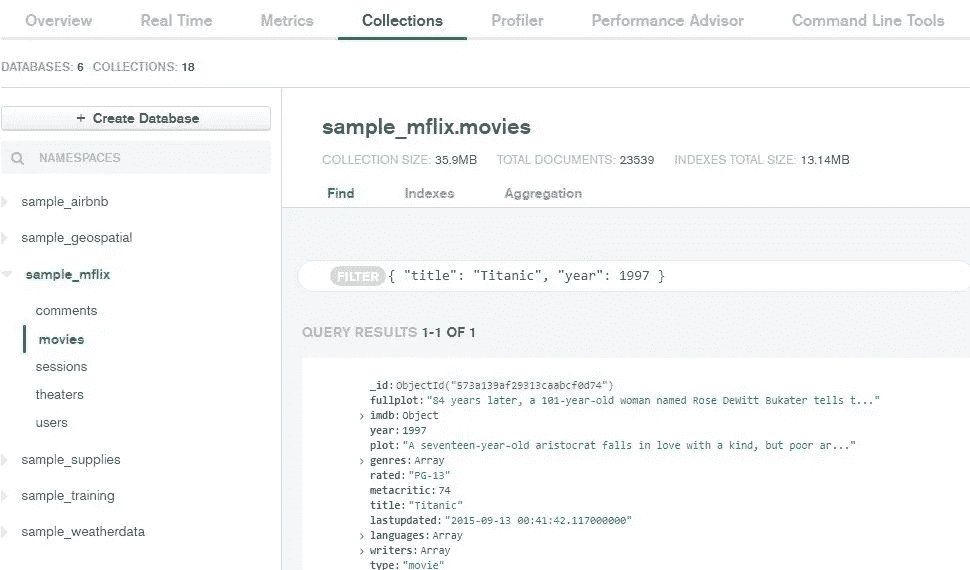 Overview Real Time Metrics Collections Profiler Performance Advisor Command Line Tools
DATABASES: 6 COLLECTIONS: 18
+ Create Database
NAMESPACES
sample_airbnb
sample_geospatial
sample_mflix
comments
movies
sessions
theaters
users
sample_supplies
sample_training
sample_weatherdata
sample_mflix.movies
COLLECTION SIZE: 35.9MB TOTAL DOCUMENTS: 23539 INDEXES TOTAL SIZE: 13.14MB
Find Indexes Aggregation
FILTER { "title": "Titanic", "year": 1997 }
QUERY RESULTS 1-1 OF 1
_id: ObjectId("573a139af29313caabcf0d74")
fullplot: "84 years later, a 101-year-old woman named Rose DeWitt Bukater tells t..."
> imdb: Object
year: 1997
plot: "A seventeen-year-old aristocrat falls in love with a kind, but poor ar..."
> genres: Array
rated: "PG-13"
metacritic: 74
title: "Titanic"
lastupdated: "2015-09-13 00:41:42.117000000"
> languages: Array
> writers: Array
type: "movie"